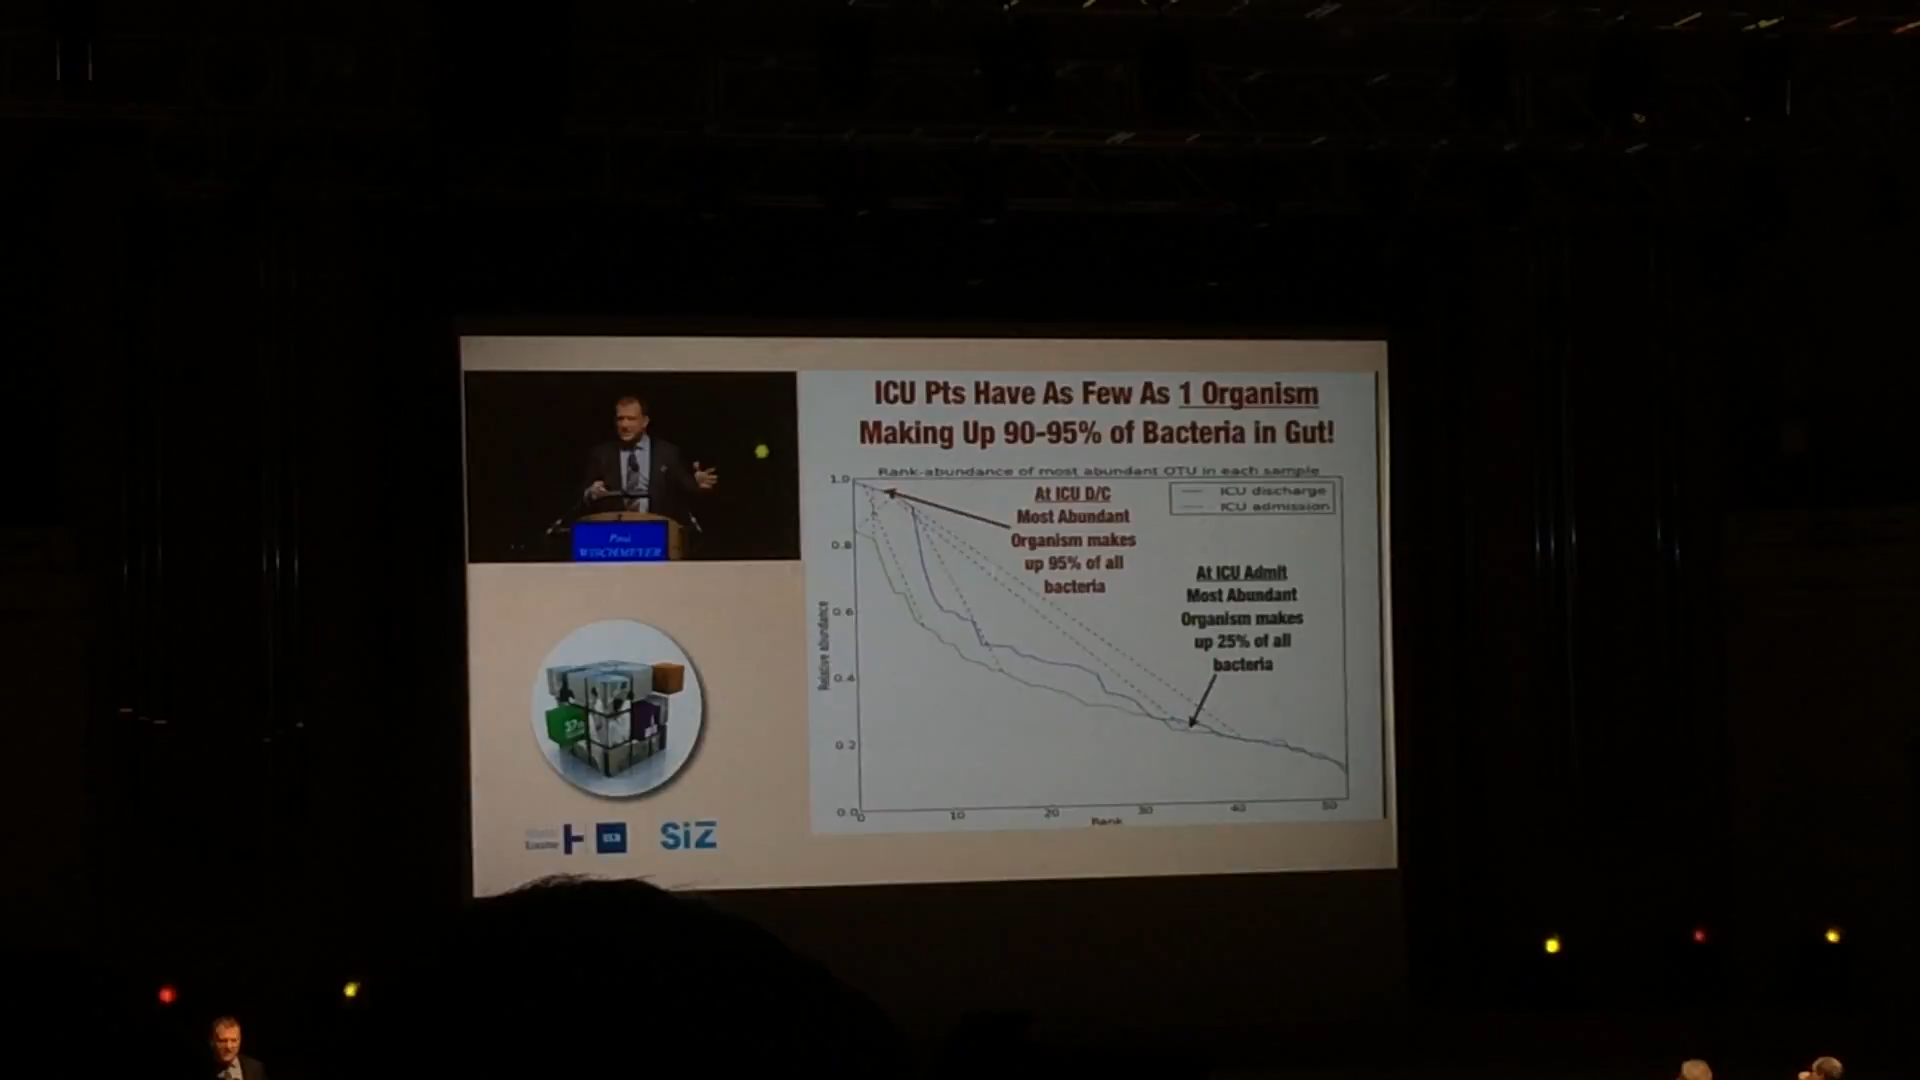 ICU Pts Have As Few As 1 Organism
Making Up 90-95% of Bacteria in Gut!
Rank-abundance of most abundant OTU in each sample
ICU discharge
ICU admission
At ICU D/C
Most Abundant
Organism makes
up 95% of all
bacteria
At ICU Admit
Most Abundant
Organism makes
up 25% of all
bacteria
Relative abundance
1.0
0.8
0.6
0.4
0.2
0.0
0
10
20
30
40
50
Rank
Paul
WISCHMEYER
37th
SiZ